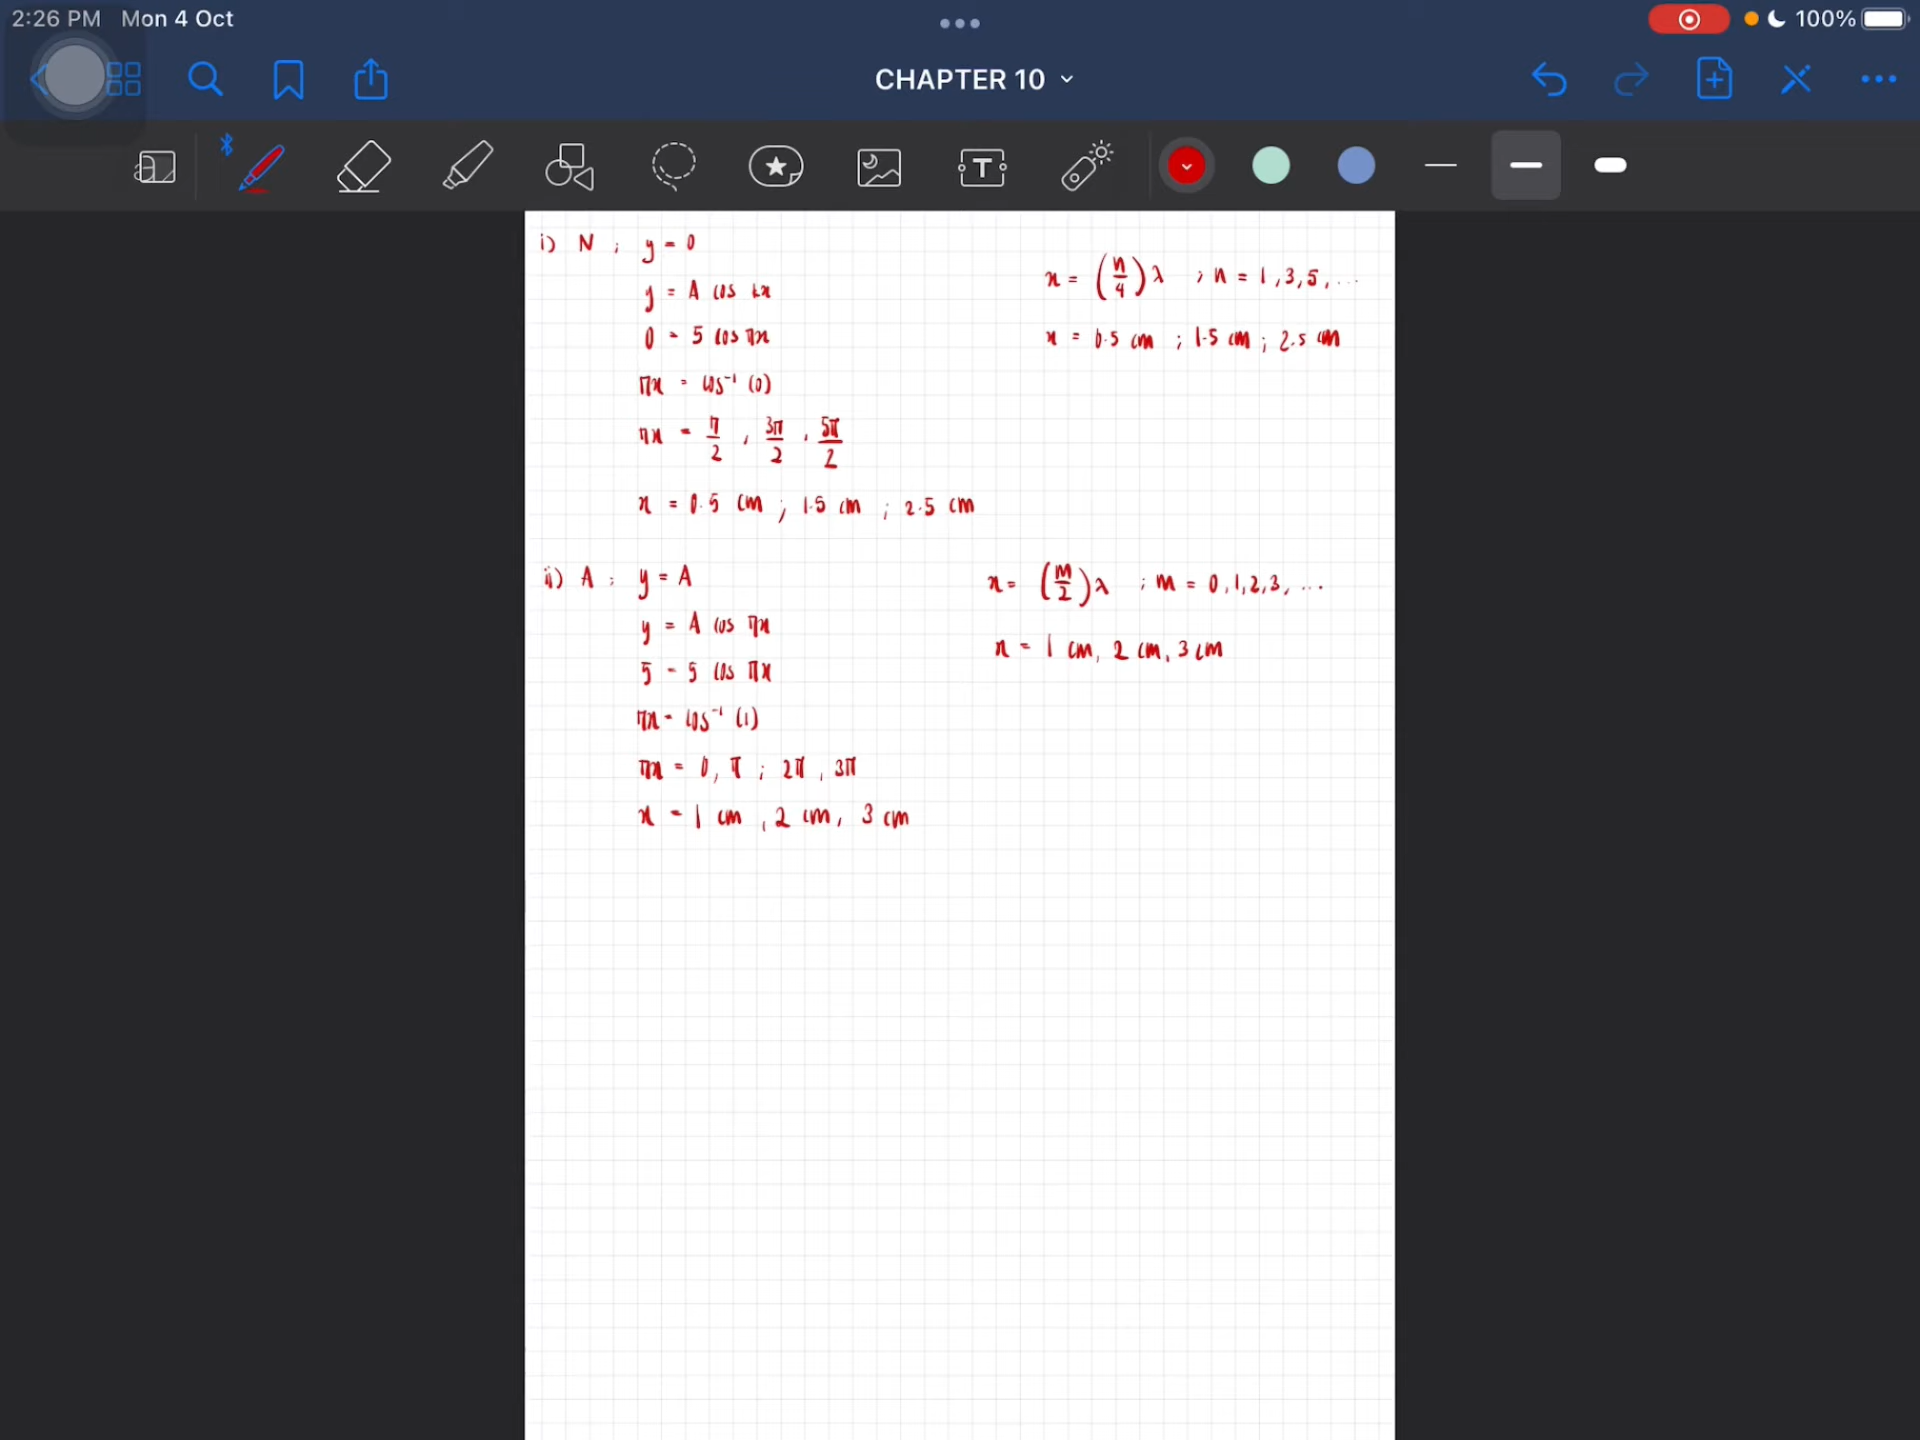 2:26 PM Mon 4 Oct
100%
CHAPTER 10
T
i) N ; y = 0
y = A cos kx
0 = 5 cos πx
πx = cos⁻¹ (0)
πx = π/2 , 3π/2 , 5π/2
x = 0.5 cm ; 1.5 cm ; 2.5 cm
x = (n/4) λ ; n = 1, 3, 5, ...
x = 0.5 cm ; 1.5 cm ; 2.5 cm
ii) A ; y = A
y = A cos πx
5 = 5 cos πx
πx = cos⁻¹ (1)
πx = 0, π ; 2π , 3π
x = 1 cm , 2 cm , 3 cm
x = (m/2) λ ; m = 0, 1, 2, 3, ...
x = 1 cm, 2 cm, 3 cm